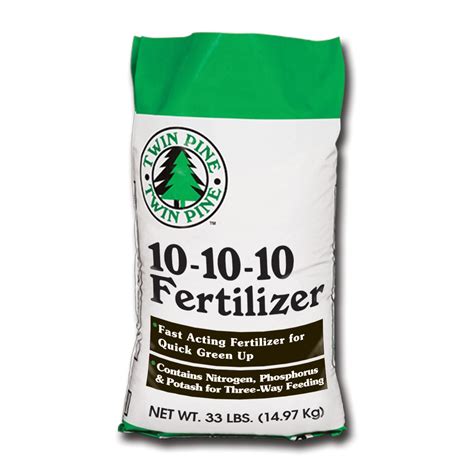 TWIN PINE
TWIN PINE
TM
10-10-10
Fertilizer
Fast Acting Fertilizer for
Quick Green Up
Contains Nitrogen, Phosphorus
& Potash for Three-Way Feeding
NET WT. 33 LBS. (14.97 Kg)